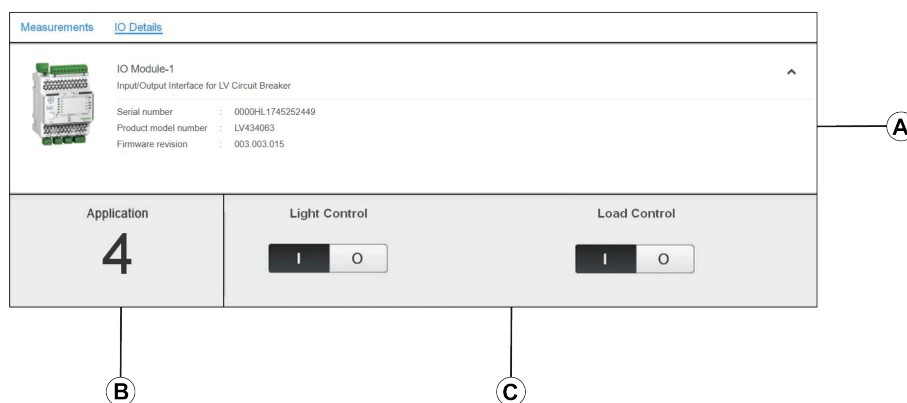 Measurements IO Details
IO Module-1
Input/Output Interface for LV Circuit Breaker
Serial number : 0000HL1745252449
Product model number : LV434063
Firmware revision : 003.003.015
A
Application Light Control Load Control
4 I O I O
B C